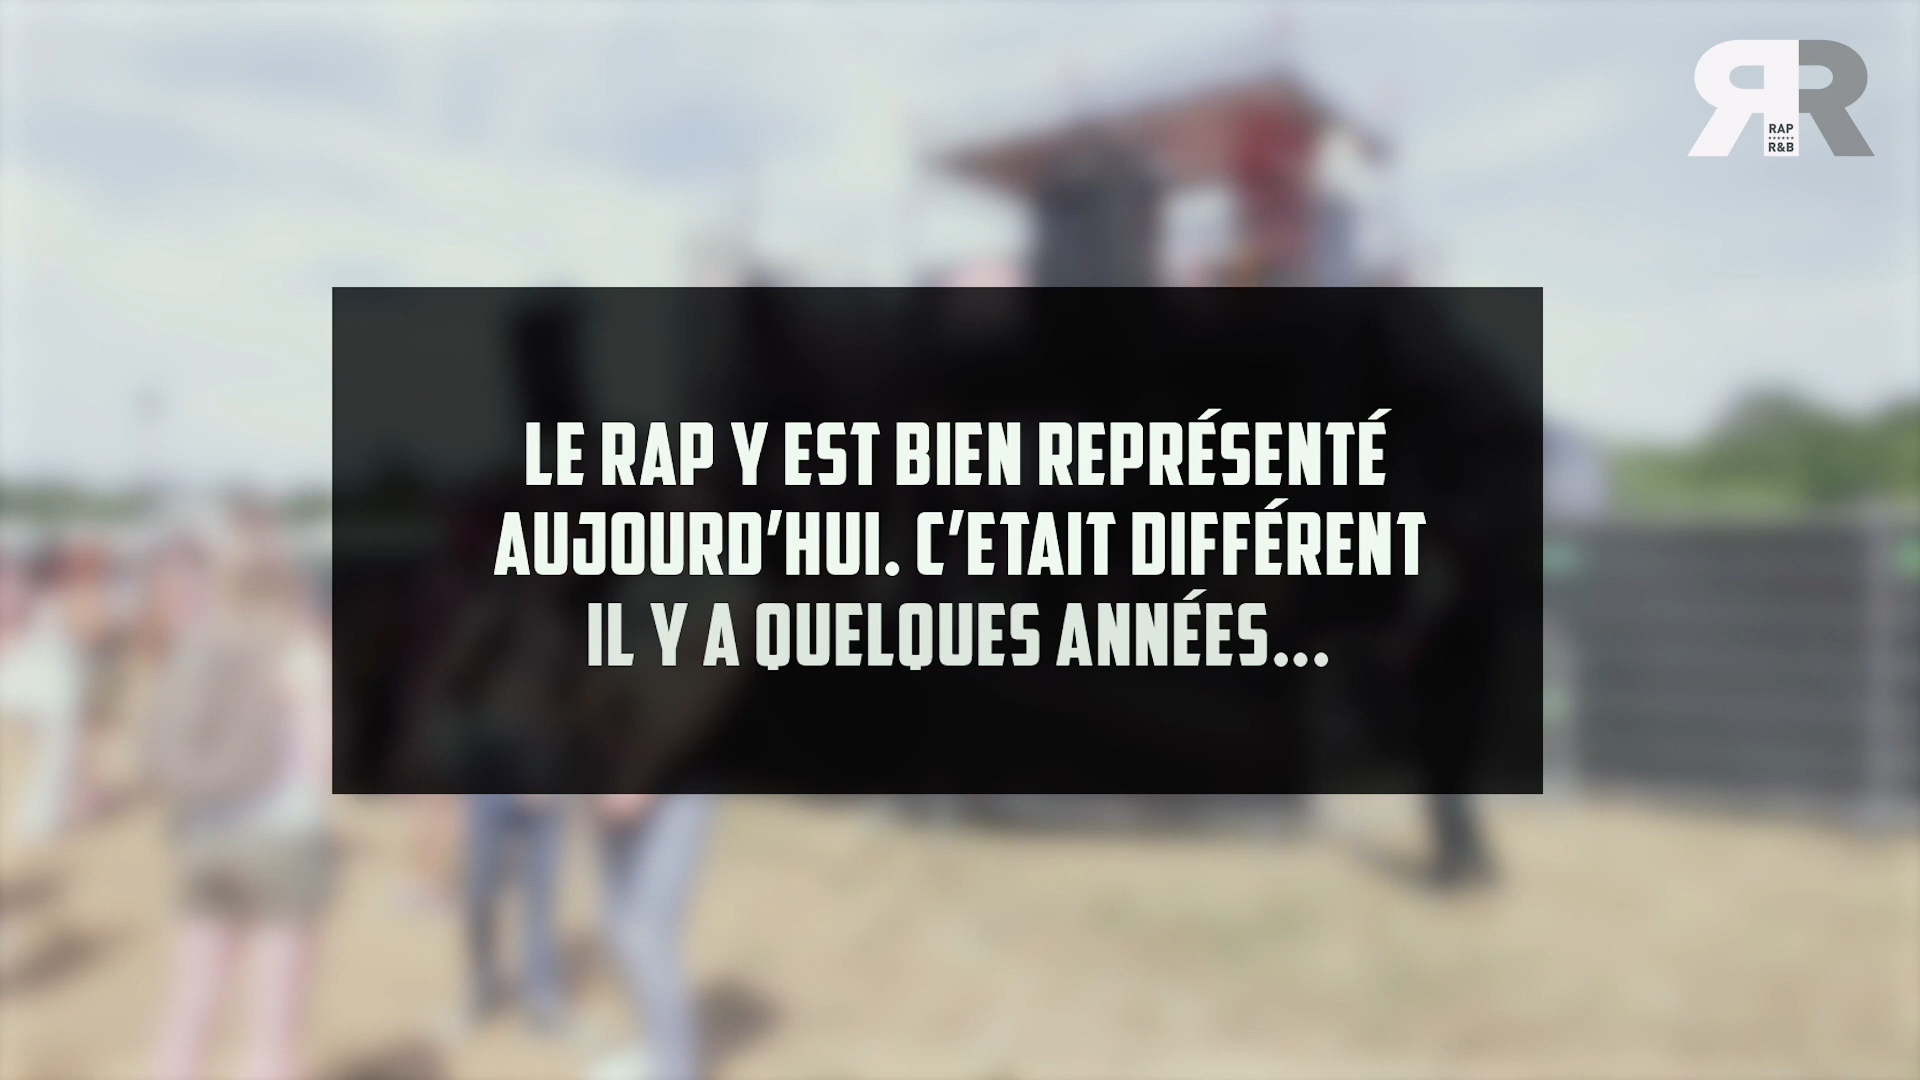 RAP
R&B
LE RAP Y EST BIEN REPRÉSENTÉ
AUJOURD'HUI. C'ETAIT DIFFÉRENT
IL Y A QUELQUES ANNÉES...